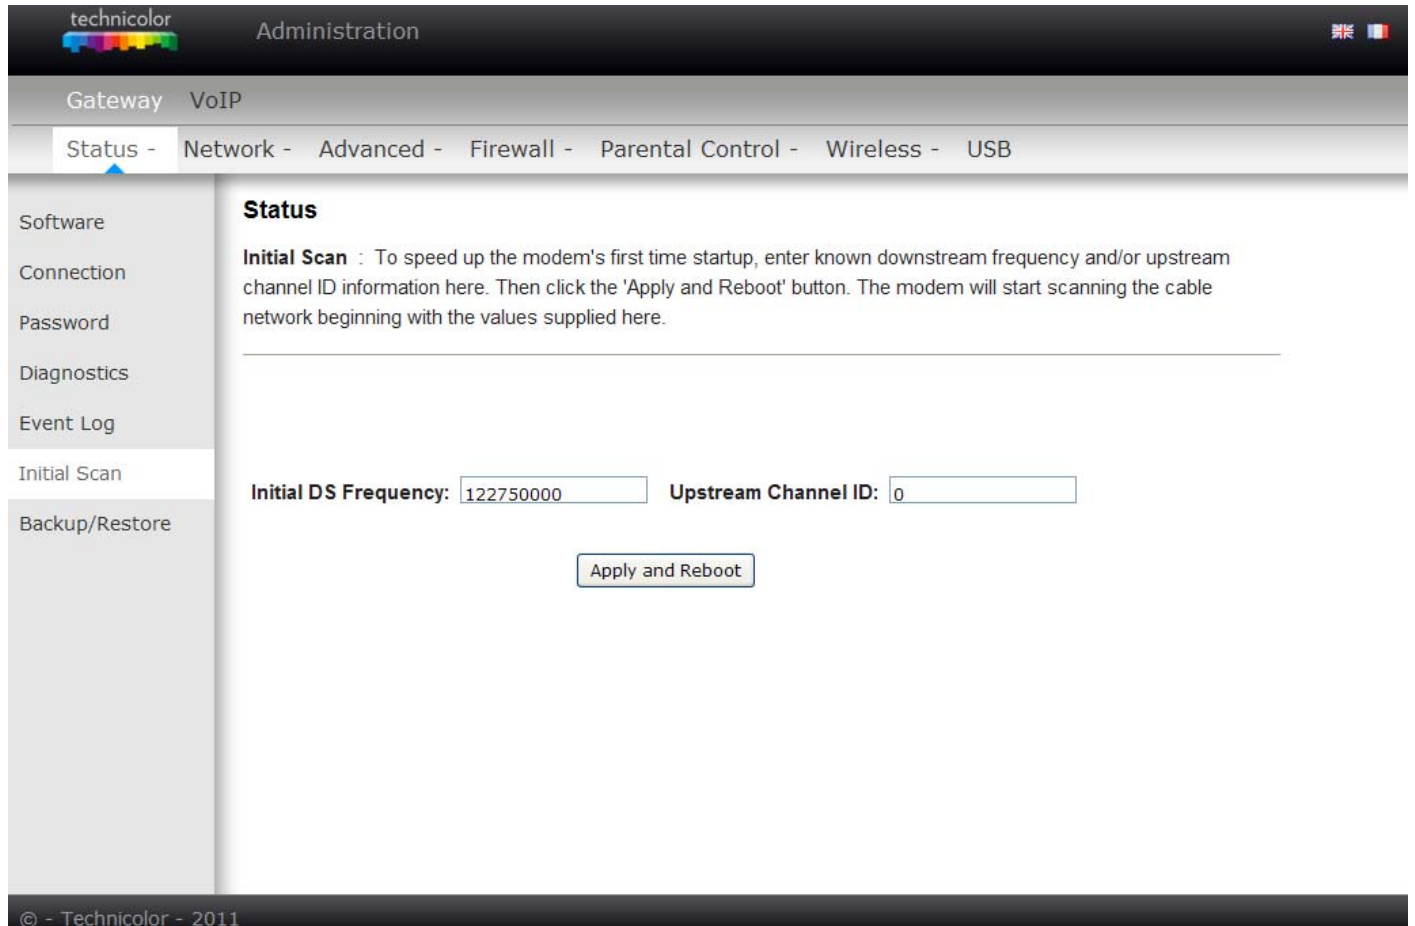 technicolor
Administration
Gateway VoIP
Status - Network - Advanced - Firewall - Parental Control - Wireless - USB
Software
Connection
Password
Diagnostics
Event Log
Initial Scan
Backup/Restore
Status
Initial Scan : To speed up the modem's first time startup, enter known downstream frequency and/or upstream
channel ID information here. Then click the 'Apply and Reboot' button. The modem will start scanning the cable
network beginning with the values supplied here.
Initial DS Frequency: 122750000 Upstream Channel ID: 0
Apply and Reboot
© - Technicolor - 2011